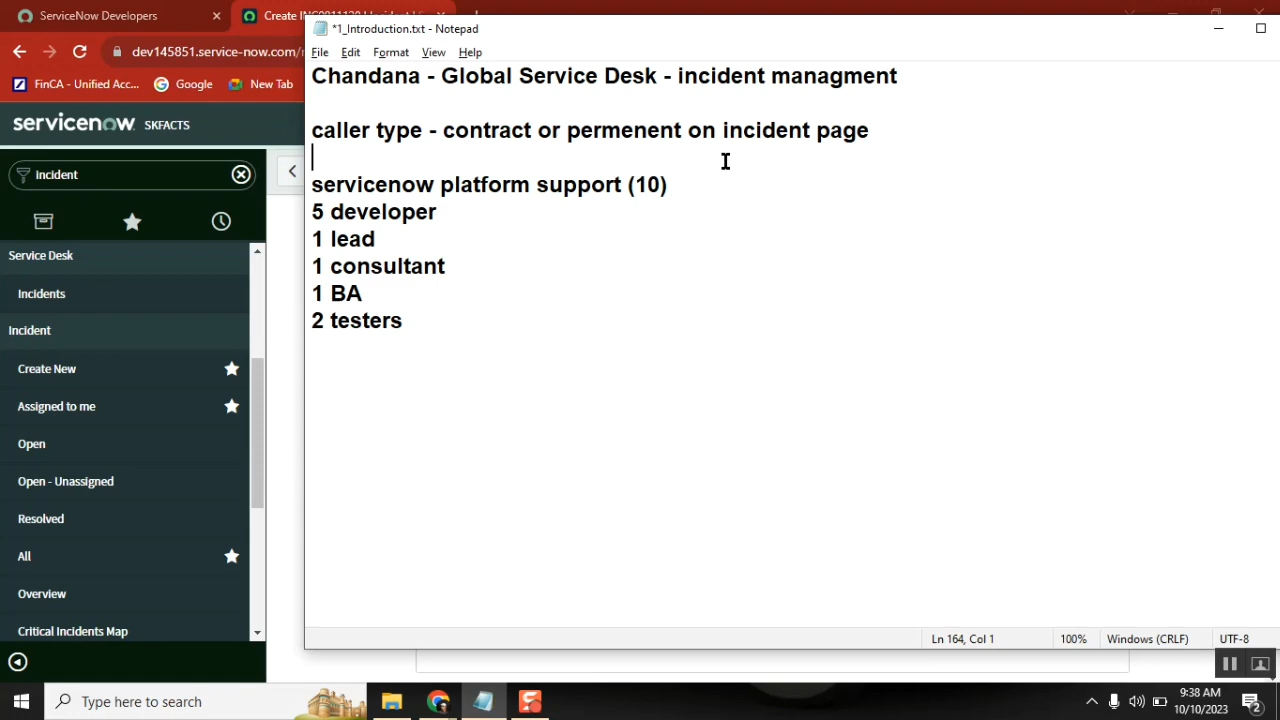 ServiceNow Developers
*1_Introduction.txt - Notepad
dev145851.service-now.com/
File Edit Format View Help
FinCA - Unified Acc...
Google
New Tab
Chandana - Global Service Desk - incident managment
servicenow SKFACTS
caller type - contract or permenent on incident page
incident
servicenow platform support (10)
5 developer
1 lead
1 consultant
1 BA
2 testers
Service Desk
Incidents
Incident
Create New
Assigned to me
Open
Open - Unassigned
Resolved
All
Overview
Critical Incidents Map
Ln 164, Col 1
100%
Windows (CRLF)
UTF-8
Type here to search
9:38 AM
10/10/2023
2